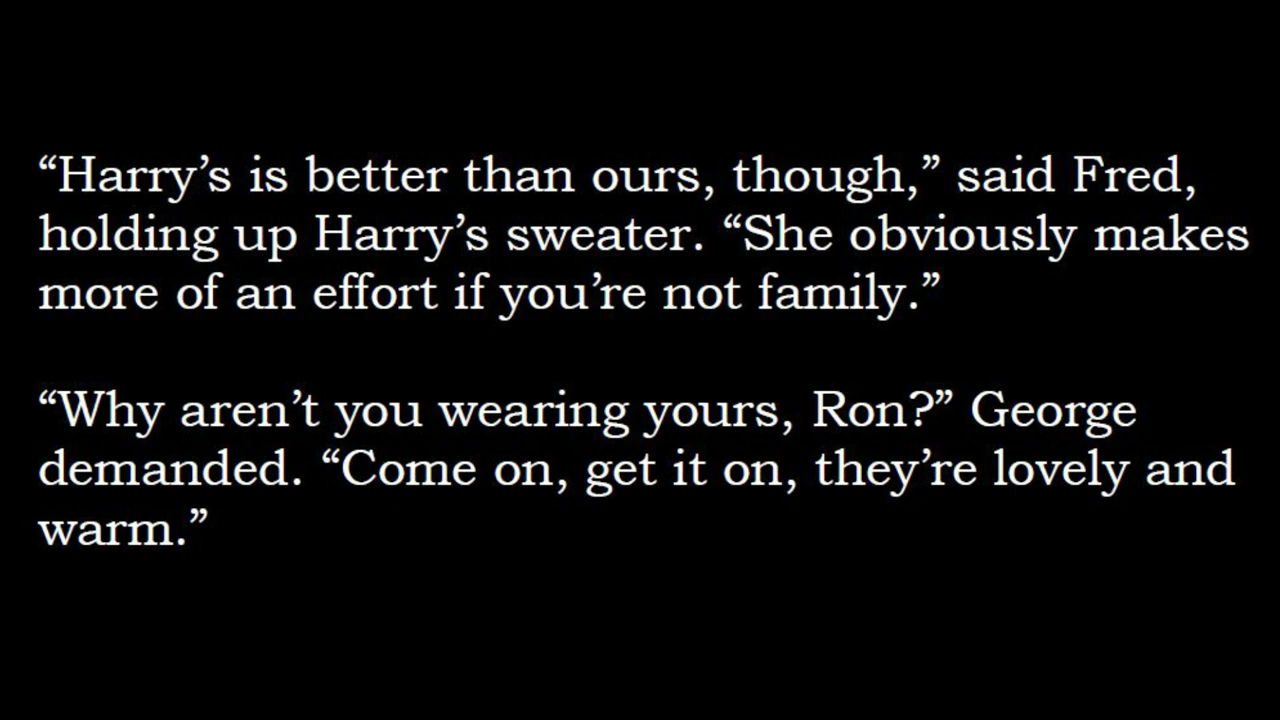 “Harry’s is better than ours, though,” said Fred,
holding up Harry’s sweater. “She obviously makes
more of an effort if you’re not family.”
“Why aren’t you wearing yours, Ron?” George
demanded. “Come on, get it on, they’re lovely and
warm.”